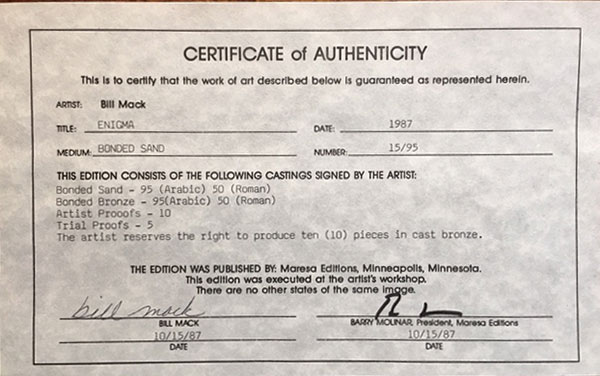 CERTIFICATE of AUTHENTICITY
This is to certify that the work of art described below is guaranteed as represented herein.
ARTIST: Bill Mack
TITLE: ENIGMA DATE: 1987
MEDIUM: BONDED SAND NUMBER: 15/95
THIS EDITION CONSISTS OF THE FOLLOWING CASTINGS SIGNED BY THE ARTIST:
Bonded Sand - 95 (Arabic) 50 (Roman)
Bonded Bronze - 95(Arabic) 50 (Roman)
Artist Prooofs - 10
Trial Proofs - 5
The artist reserves the right to produce ten (10) pieces in cast bronze.
THE EDITION WAS PUBLISHED BY: Maresa Editions, Minneapolis, Minnesota.
This edition was executed at the artist's workshop.
There are no other states of the same image.
bill mack
BILL MACK BARRY MOLINAR, President, Maresa Editions
10/15/87 10/15/87
DATE DATE